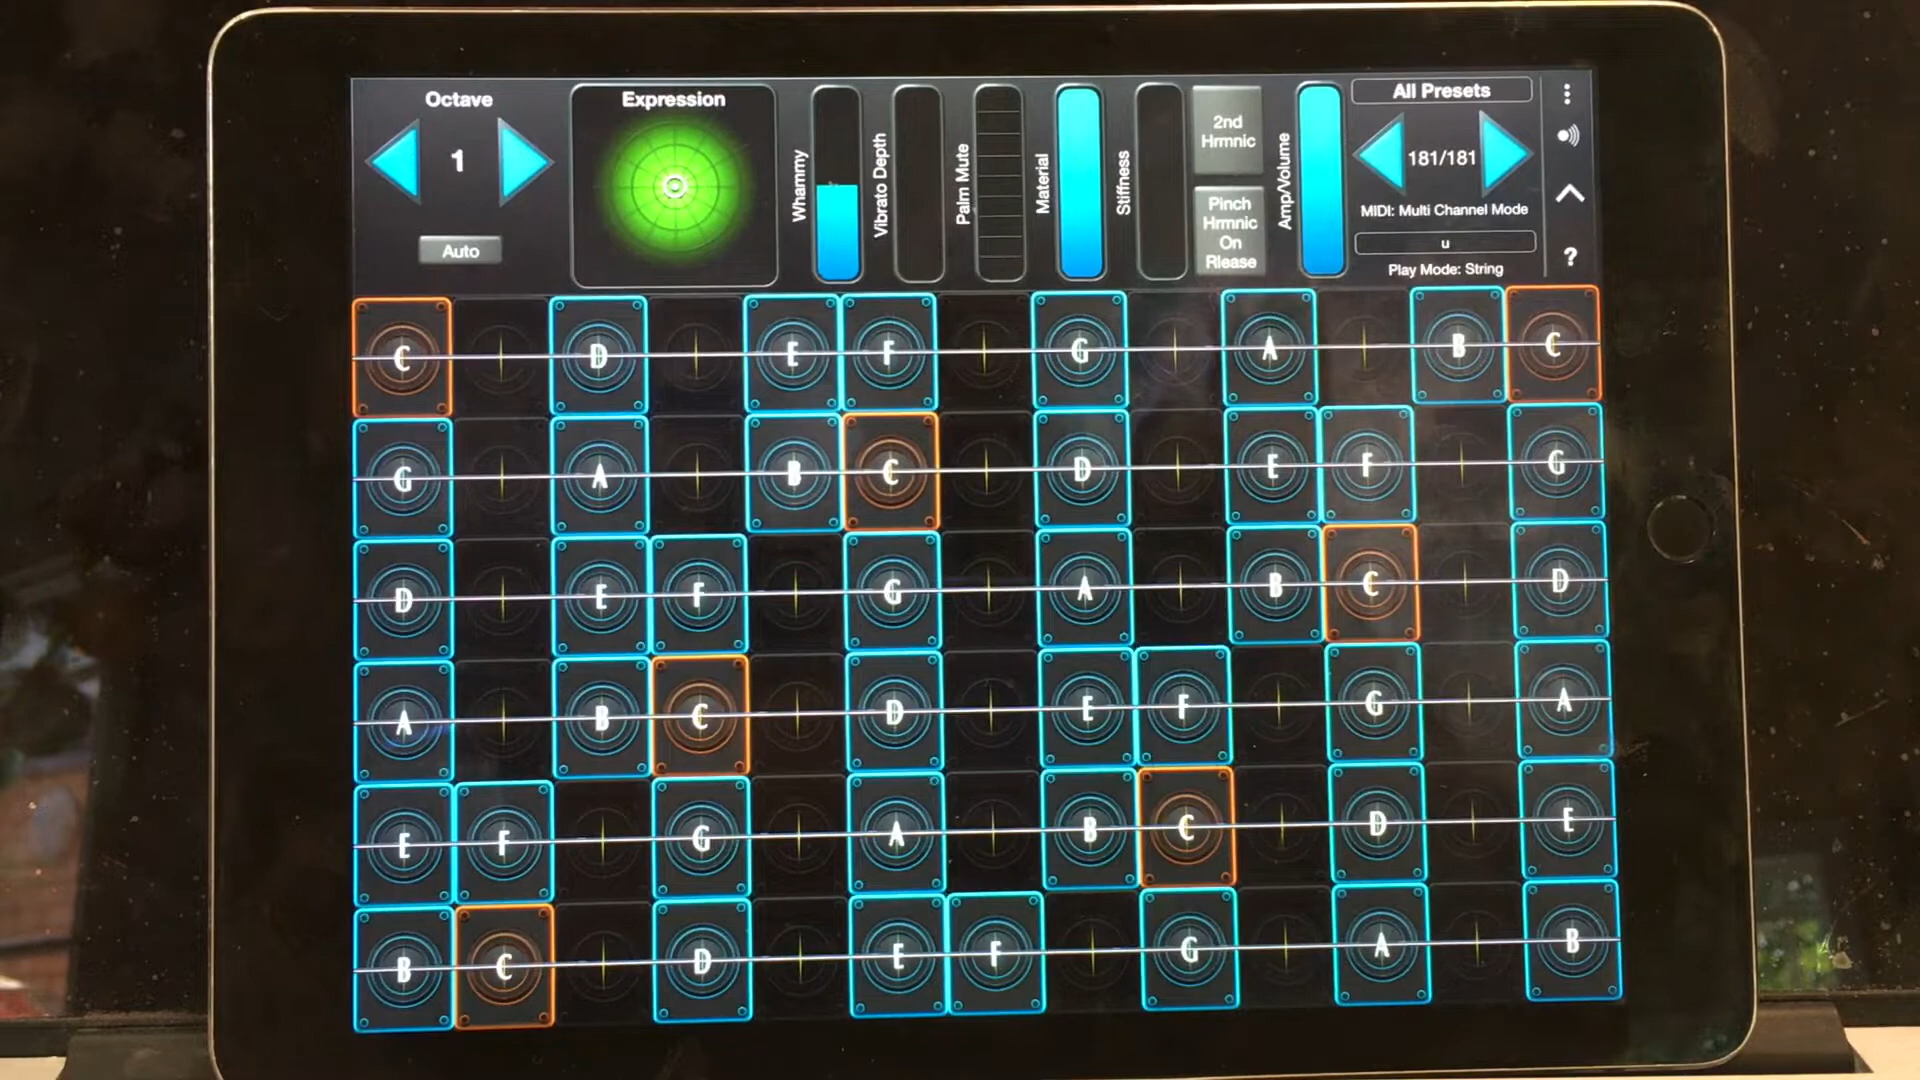 Octave
1
Auto
Expression
Whammy
Vibrato Depth
Palm Mute
Material
Stiffness
2nd
Hrmnic
Pinch
Hrmnic
On
Rlease
Amp/Volume
All Presets
181/181
MIDI: Multi Channel Mode
u
Play Mode: String
?
C D E F G A B C
G A B C D E F G
D E F G A B C D
A B C D E F G A
E F G A B C D E
B C D E F G A B